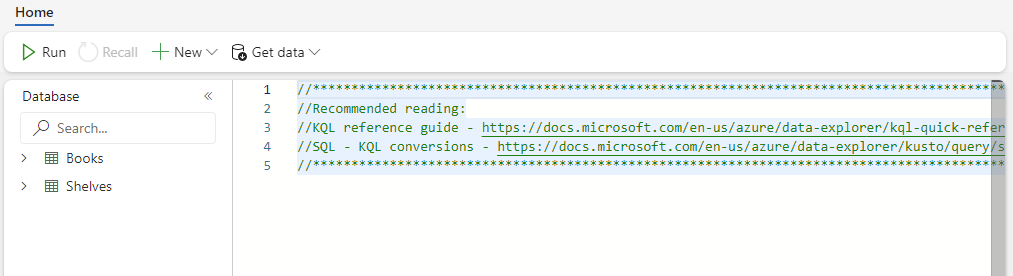 Home
Run Recall New Get data
Database
Search...
Books
Shelves
1 //******************************************************************************************
2 //Recommended reading:
3 //KQL reference guide - https://docs.microsoft.com/en-us/azure/data-explorer/kql-quick-refer
4 //SQL - KQL conversions - https://docs.microsoft.com/en-us/azure/data-explorer/kusto/query/s
5 //******************************************************************************************